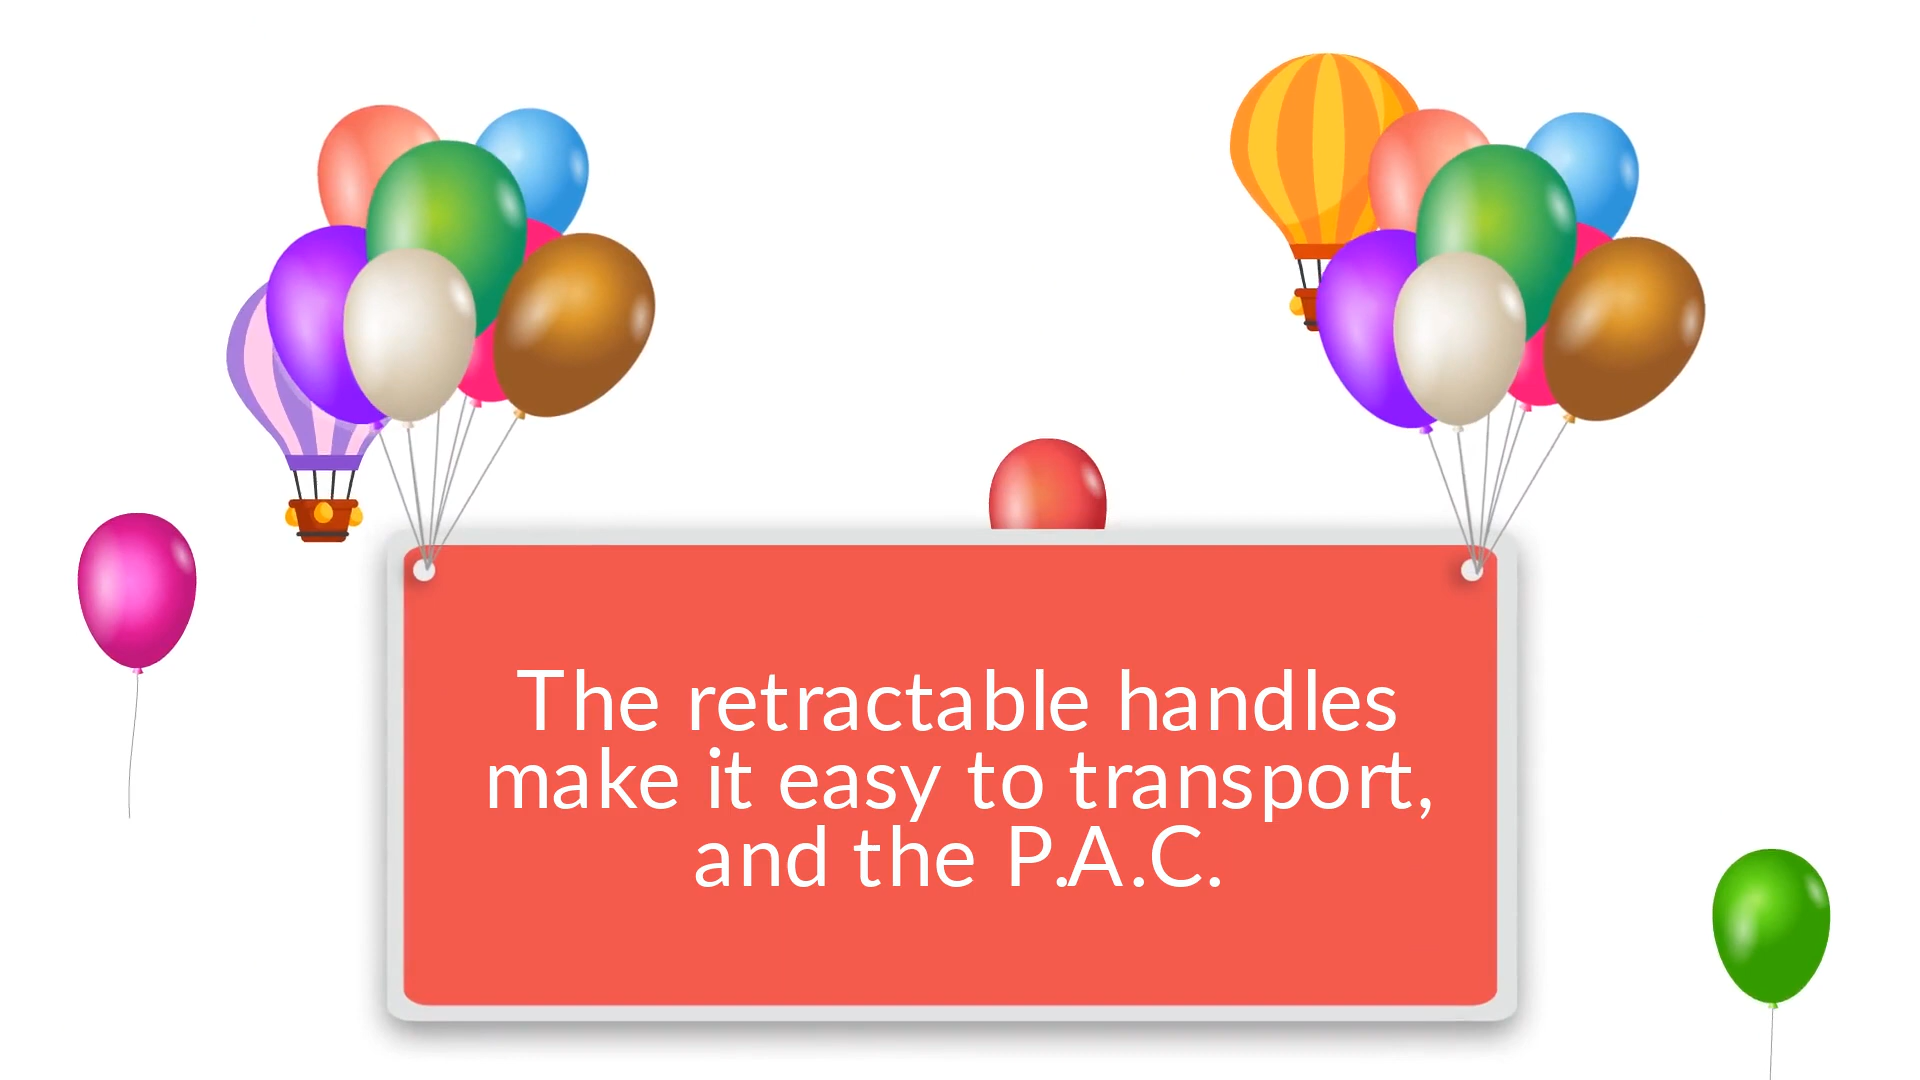 The retractable handles
make it easy to transport,
and the P.A.C.